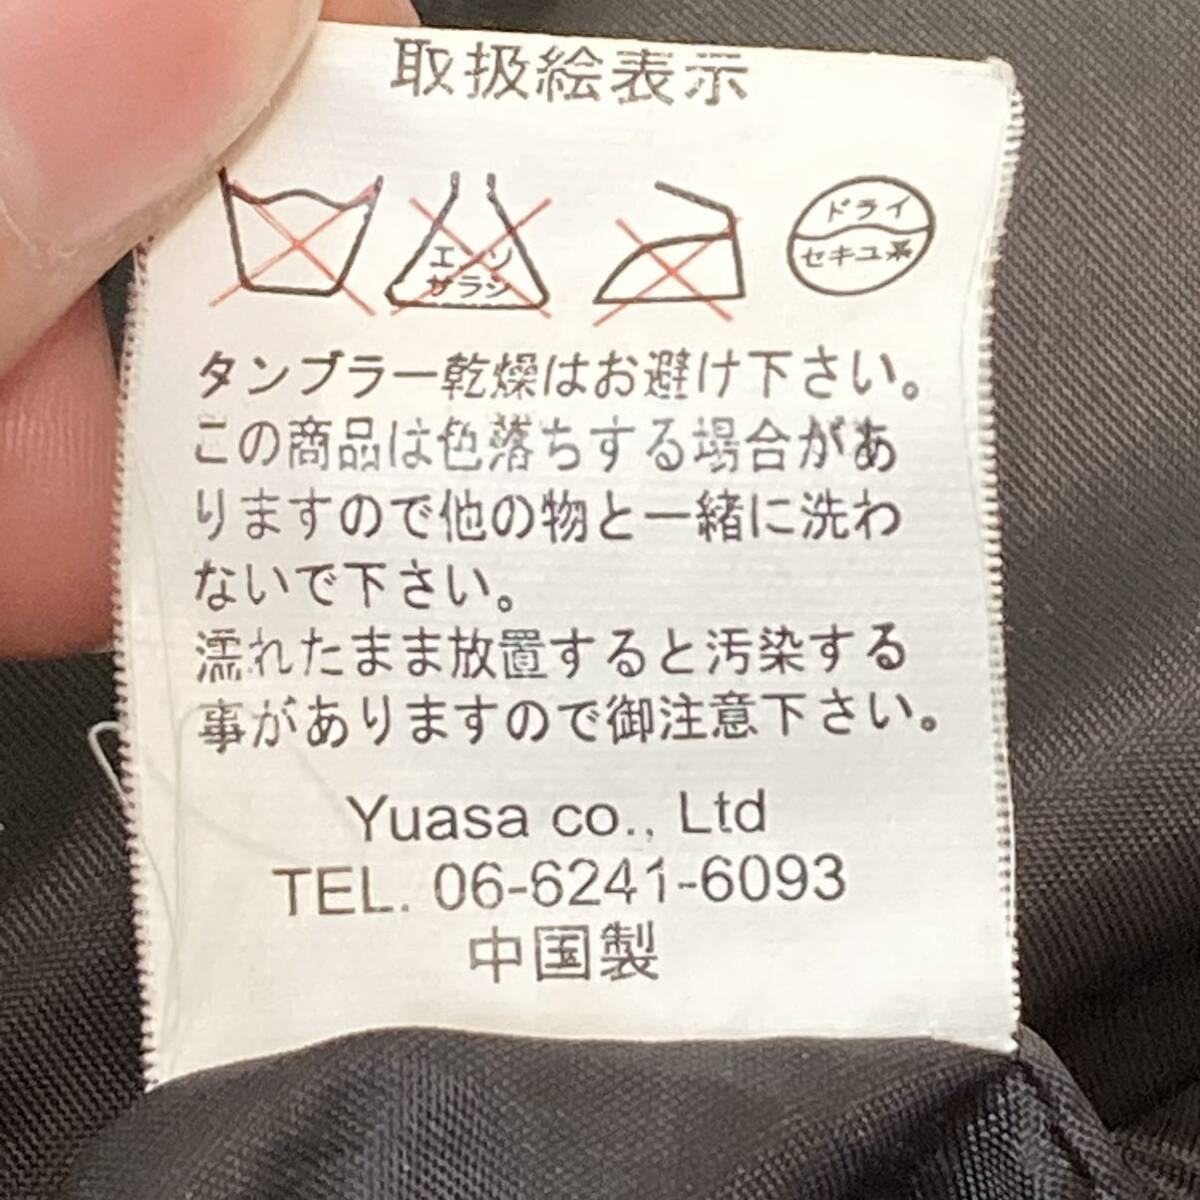 取扱絵表示
エンソ
サラシ
ドライ
セキユ系
タンブラー乾燥はお避け下さい。
この商品は色落ちする場合があ
りますので他の物と一緒に洗わ
ないで下さい。
濡れたまま放置すると汚染する
事がありますので御注意下さい。
Yuasa co., Ltd
TEL. 06-6241-6093
中国製